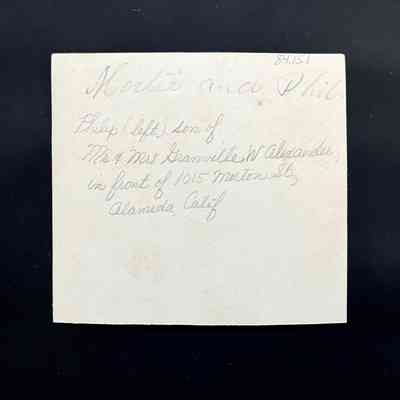 84.15.1
Mortie and Phil
Philip (left) son of
Mr & Mrs Granville W Alexander,
in front of 1015 Morton St,
Alameda, Calif